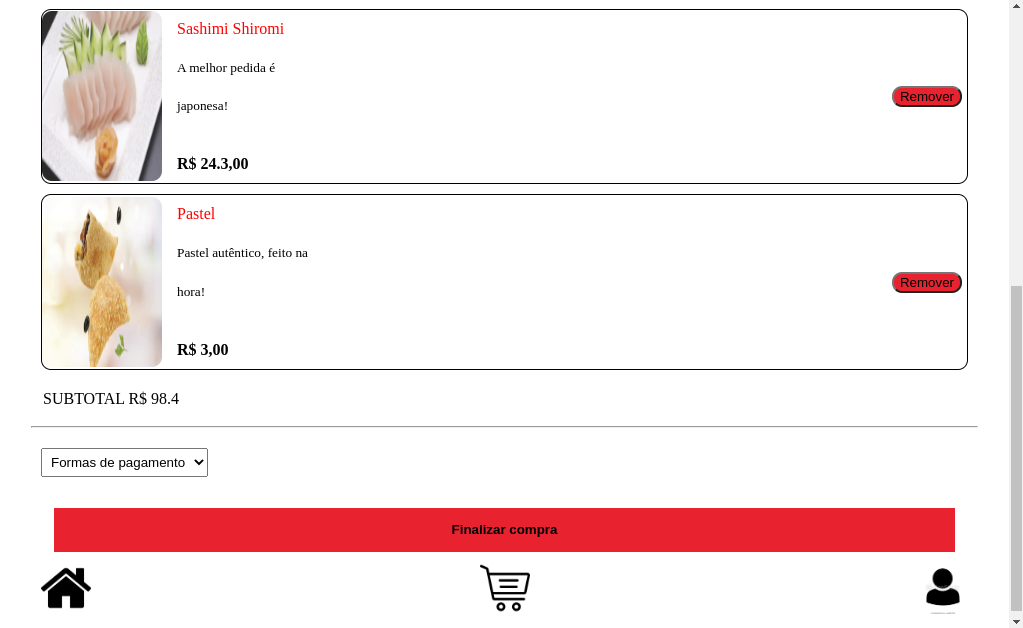 Sashimi Shiromi
A melhor pedida é
japonesa!
Remover
R$ 24.3,00
Pastel
Pastel autêntico, feito na
hora!
Remover
R$ 3,00
SUBTOTAL R$ 98.4
Formas de pagamento
Finalizar compra